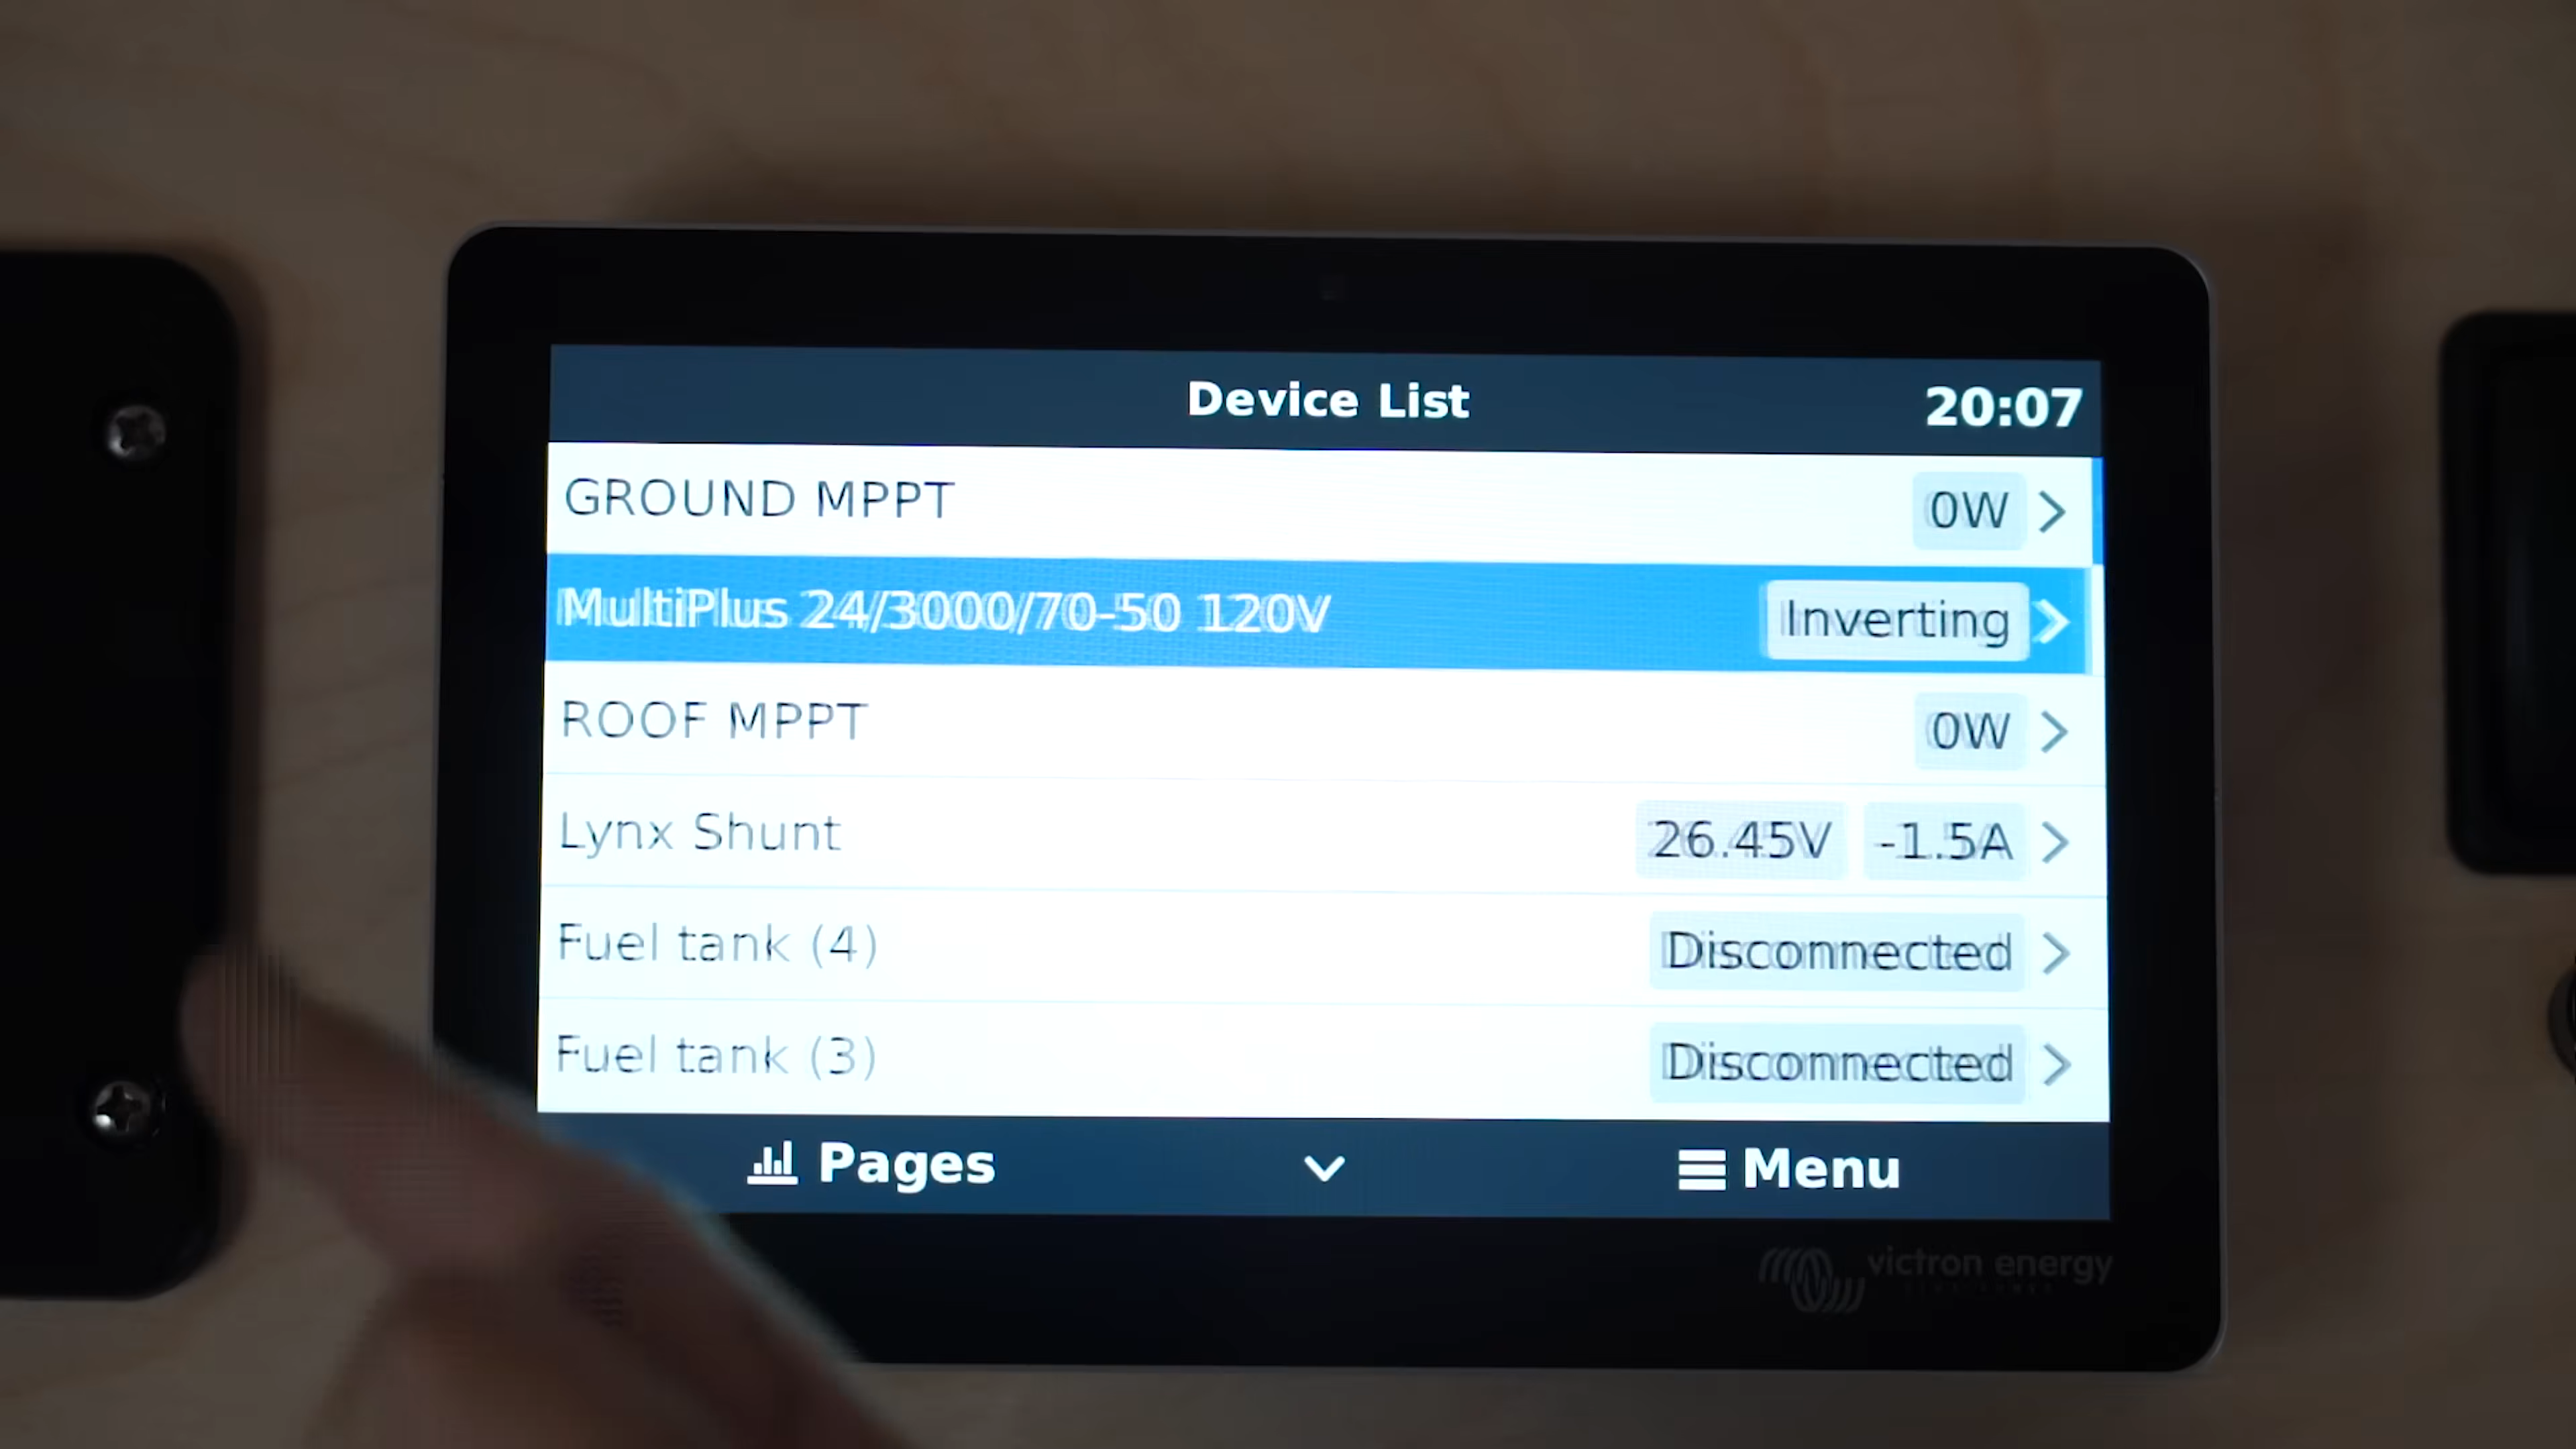 Device List 20:07
GROUND MPPT 0W
MultiPlus 24/3000/70-50 120V Inverting
ROOF MPPT 0W
Lynx Shunt 26.45V -1.5A
Fuel tank (4) Disconnected
Fuel tank (3) Disconnected
Pages Menu
victron energy